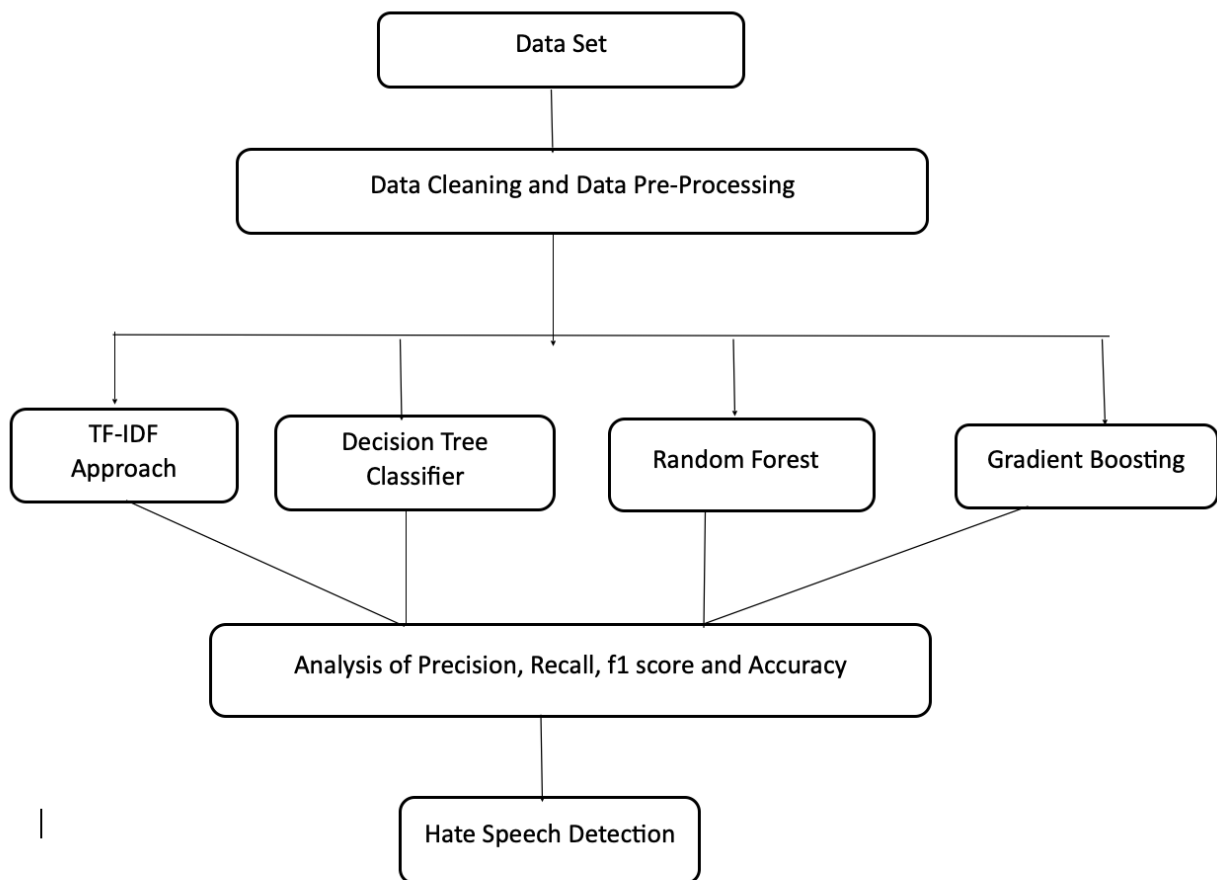 Data Set
Data Cleaning and Data Pre-Processing
TF-IDF
Approach
Decision Tree
Classifier
Random Forest
Gradient Boosting
Analysis of Precision, Recall, f1 score and Accuracy
Hate Speech Detection